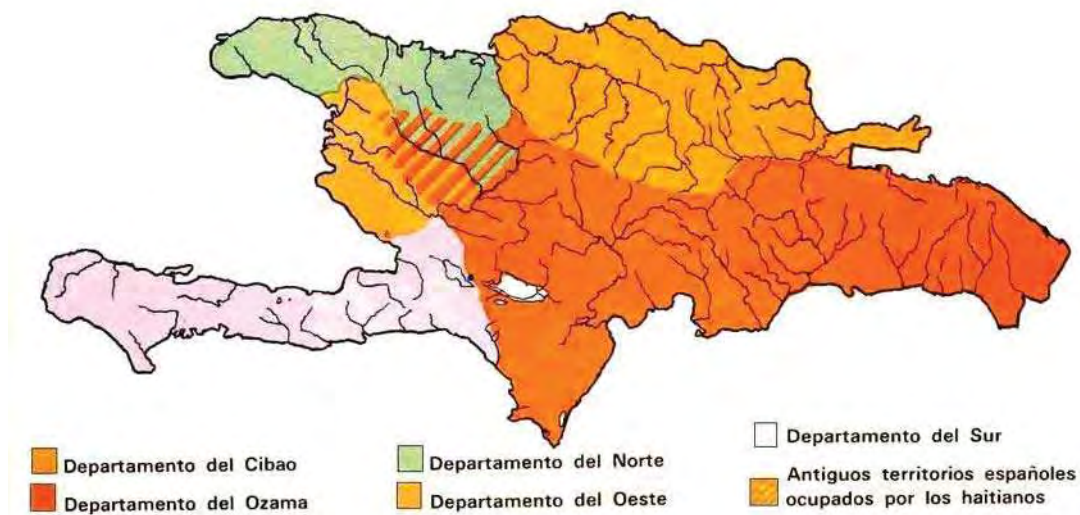 Departamento del Cibao
Departamento del Ozama
Departamento del Norte
Departamento del Oeste
Departamento del Sur
Antiguos territorios españoles
ocupados por los haitianos